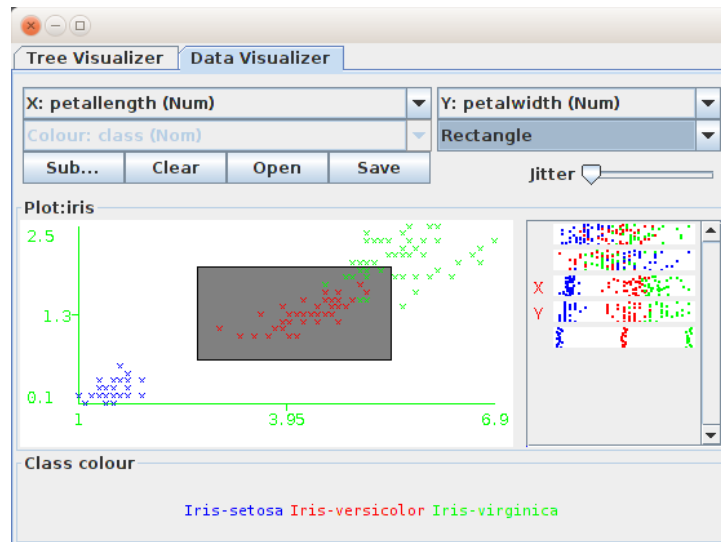 Tree Visualizer Data Visualizer
X: petallength (Num) Y: petalwidth (Num)
Colour: class (Nom) Rectangle
Sub... Clear Open Save Jitter
Plot:iris
2.5
X
1.3 Y
0.1
1 3.95 6.9
Class colour
Iris-setosa Iris-versicolor Iris-virginica